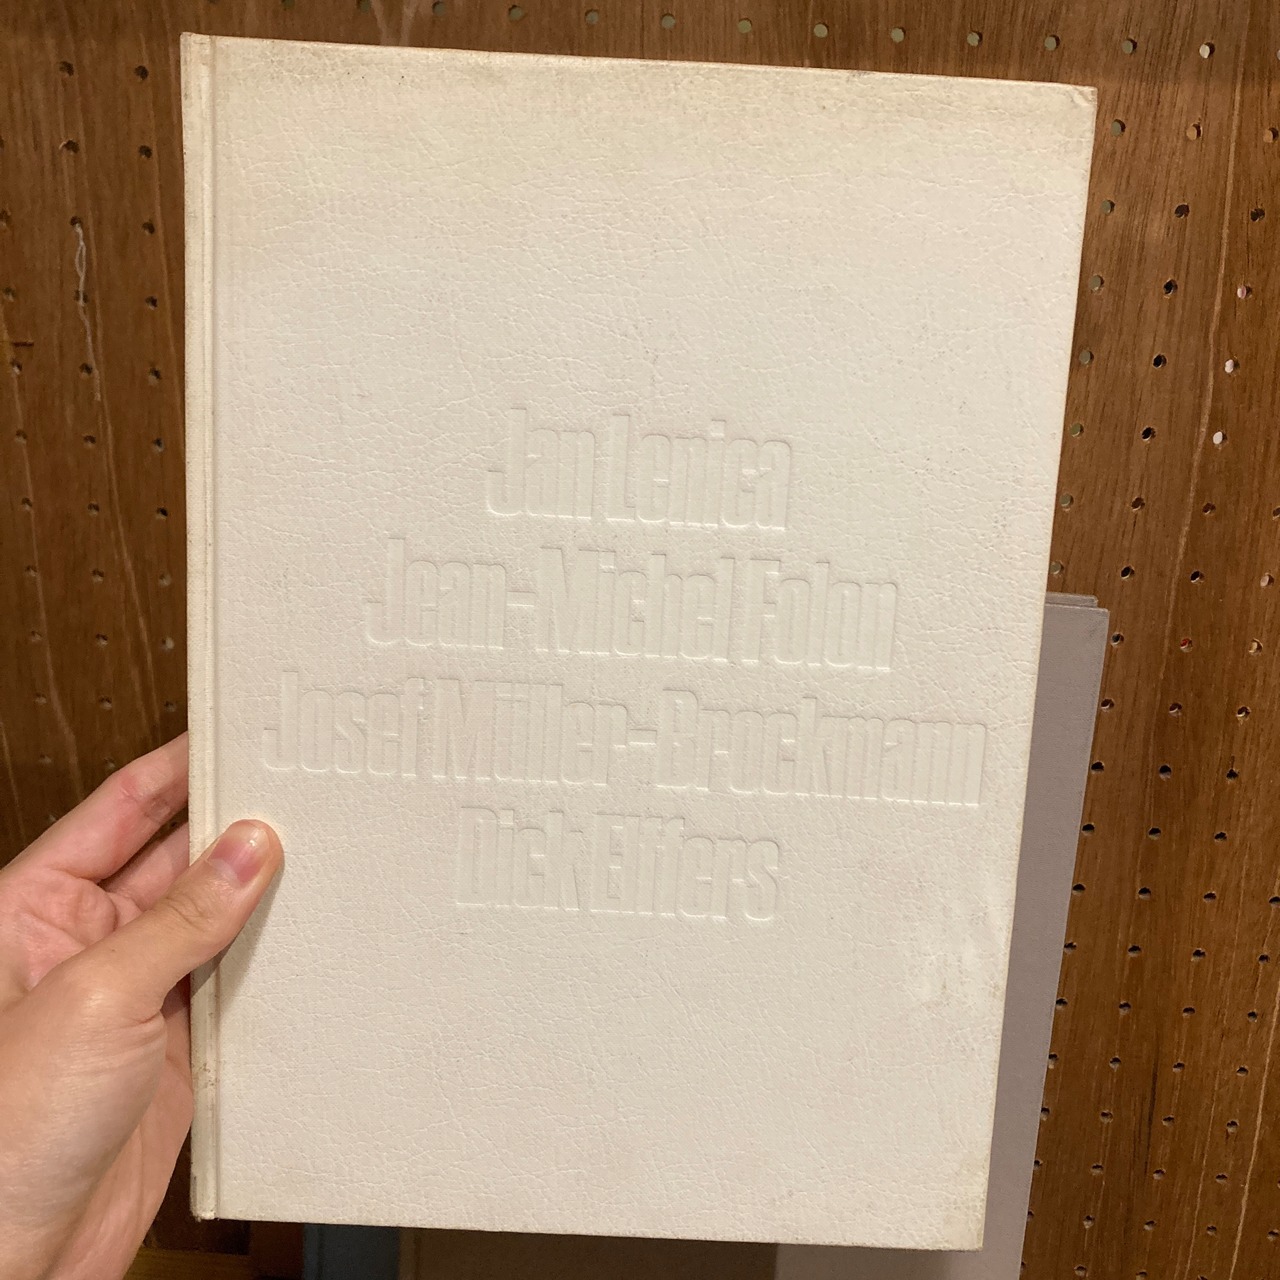 Jan Lenica
Jean-Michel Folon
Josef Müller-Brockmann
Dick Elffers